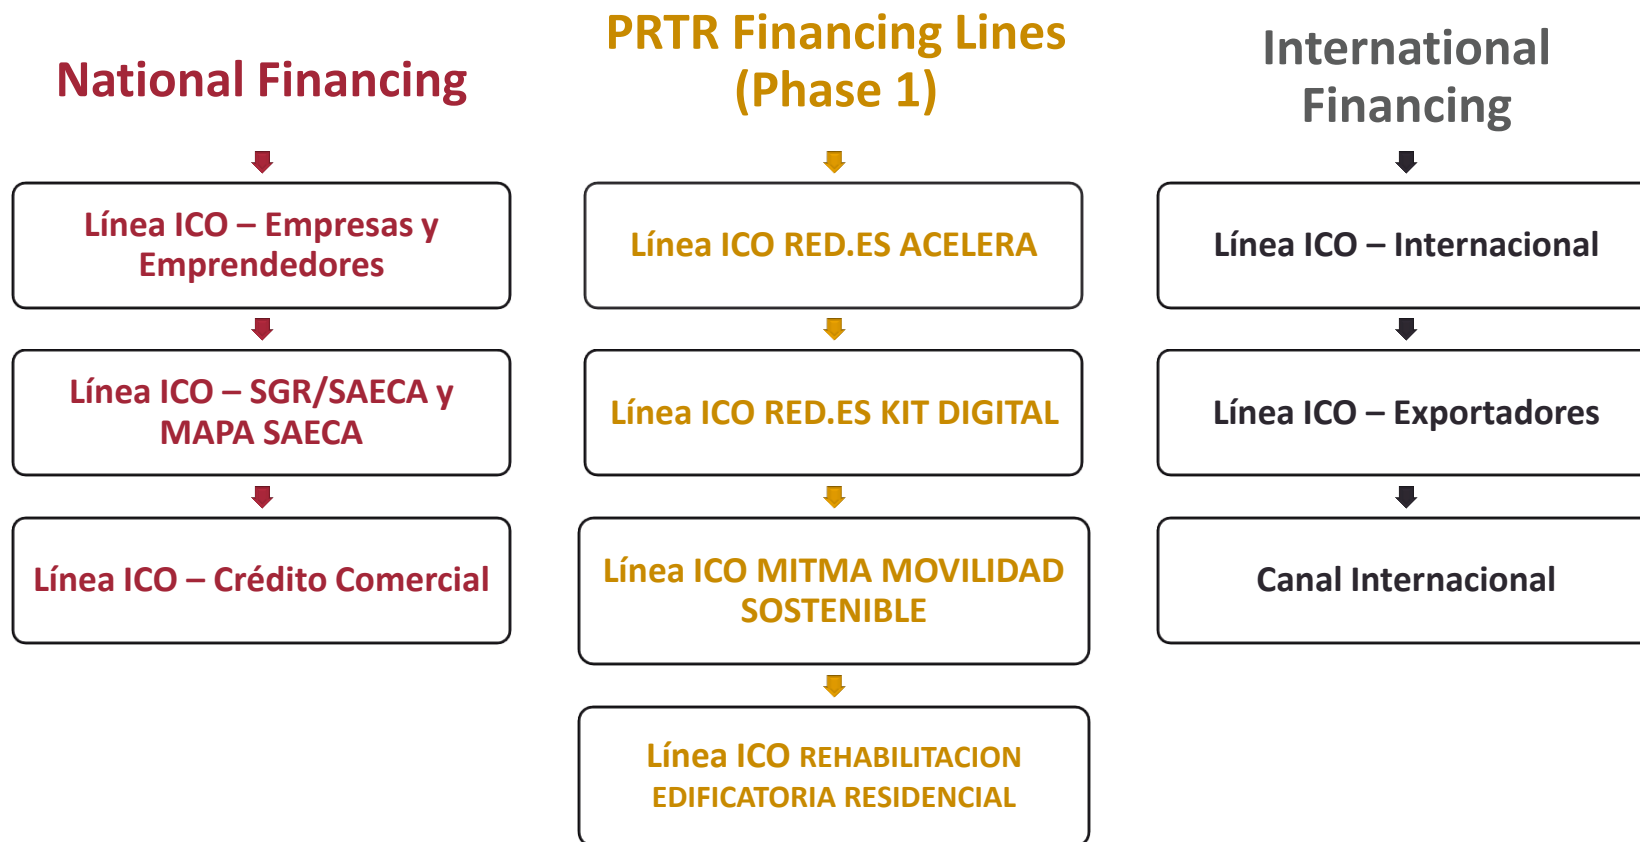 National Financing
Línea ICO – Empresas y
Emprendedores
Línea ICO – SGR/SAECA y
MAPA SAECA
Línea ICO – Crédito Comercial
PRTR Financing Lines
(Phase 1)
Línea ICO RED.ES ACELERA
Línea ICO RED.ES KIT DIGITAL
Línea ICO MITMA MOVILIDAD
SOSTENIBLE
Línea ICO REHABILITACION
EDIFICATORIA RESIDENCIAL
International
Financing
Línea ICO – Internacional
Línea ICO – Exportadores
Canal Internacional